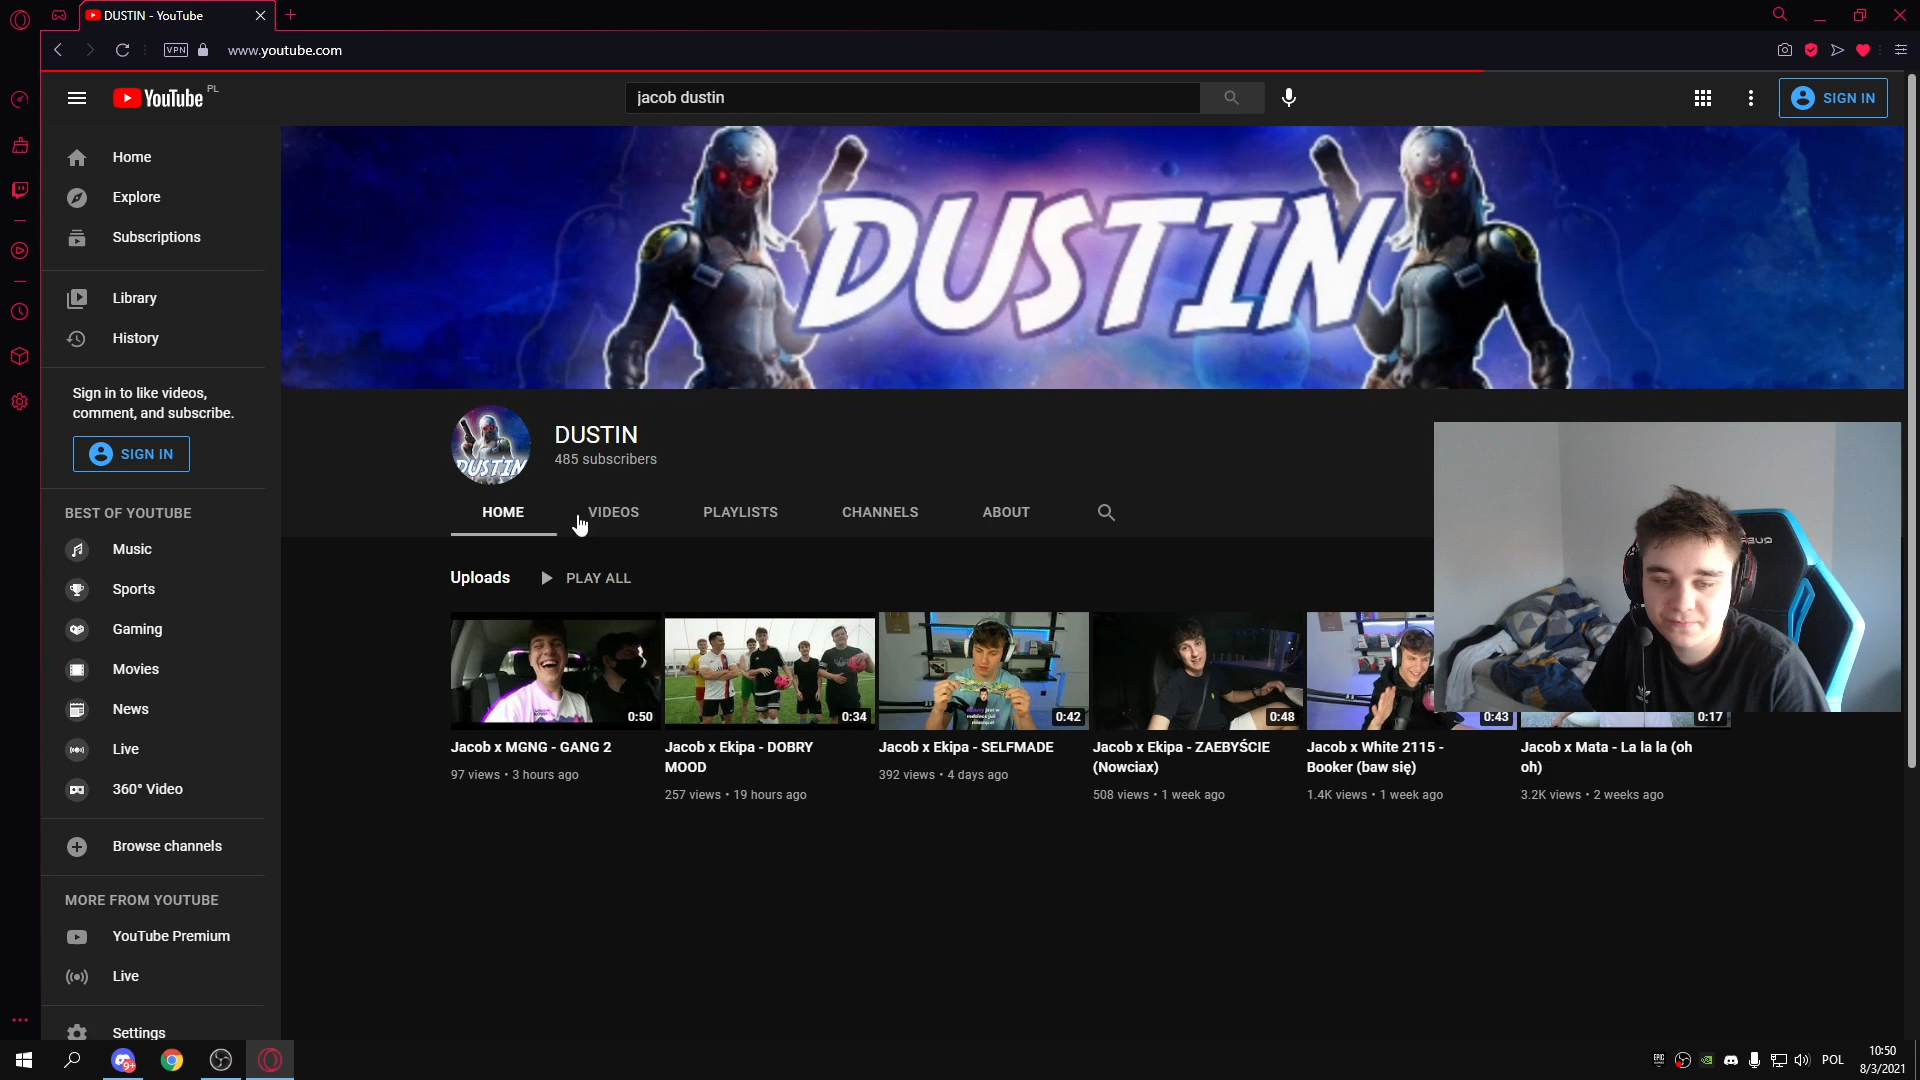 DUSTIN - YouTube
VPN
www.youtube.com
YouTube PL
jacob dustin
SIGN IN
Home
Explore
Subscriptions
Library
History
Sign in to like videos,
comment, and subscribe.
SIGN IN
BEST OF YOUTUBE
Music
Sports
Gaming
Movies
News
Live
360° Video
Browse channels
MORE FROM YOUTUBE
YouTube Premium
Live
Settings
DUSTIN
DUSTIN
DUSTIN
485 subscribers
HOME
VIDEOS
PLAYLISTS
CHANNELS
ABOUT
Uploads
PLAY ALL
0:50
Jacob x MGNG - GANG 2
97 views • 3 hours ago
0:34
Jacob x Ekipa - DOBRY
MOOD
257 views • 19 hours ago
0:42
Jacob x Ekipa - SELFMADE
392 views • 4 days ago
0:48
Jacob x Ekipa - ZAEBYŚCIE
(Nowciax)
508 views • 1 week ago
0:43
Jacob x White 2115 -
Booker (baw się)
1.4K views • 1 week ago
0:17
Jacob x Mata - La la la (oh
oh)
3.2K views • 2 weeks ago
9+
EPIC
POL
10:50
8/3/2021